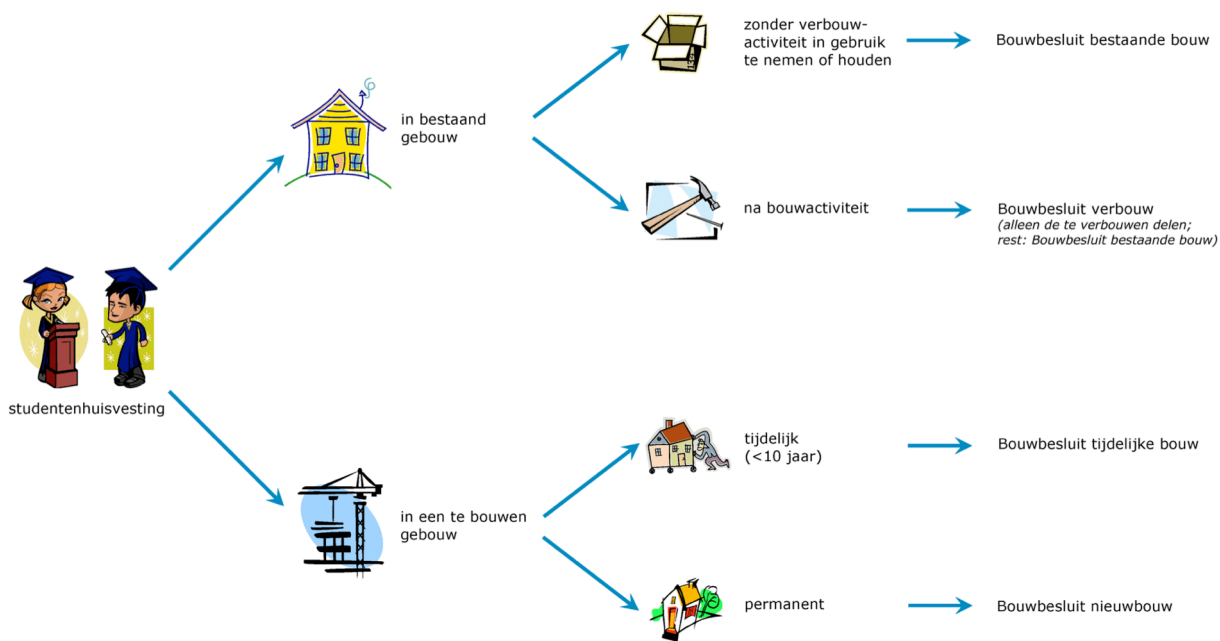 zonder verbouw-
activiteit in gebruik
te nemen of houden
Bouwbesluit bestaande bouw
in bestaand
gebouw
na bouwactiviteit
Bouwbesluit verbouw
(alleen de te verbouwen delen;
rest: Bouwbesluit bestaande bouw)
studentenhuisvesting
tijdelijk
(<10 jaar)
Bouwbesluit tijdelijke bouw
in een te bouwen
gebouw
permanent
Bouwbesluit nieuwbouw